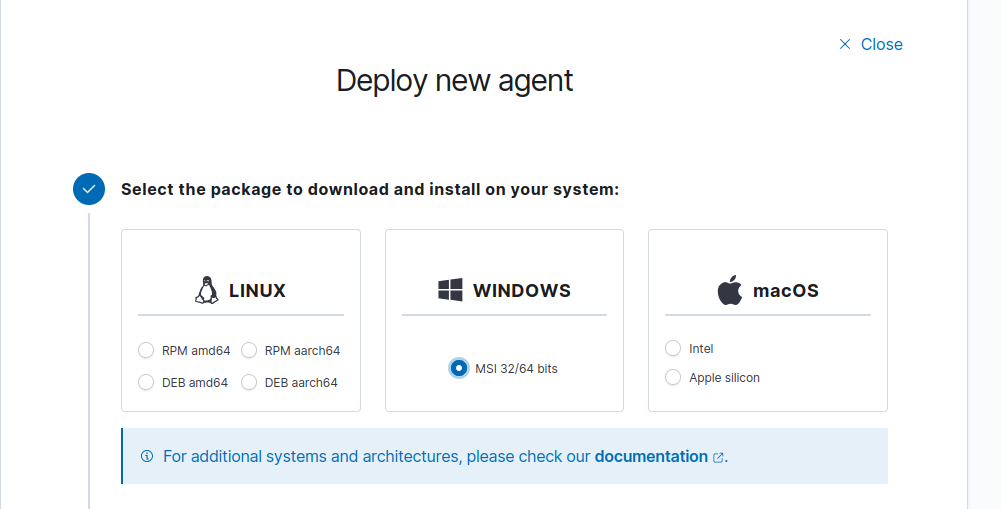 Close
Deploy new agent
Select the package to download and install on your system:
LINUX
RPM amd64
RPM aarch64
DEB amd64
DEB aarch64
WINDOWS
MSI 32/64 bits
macOS
Intel
Apple silicon
For additional systems and architectures, please check our documentation.